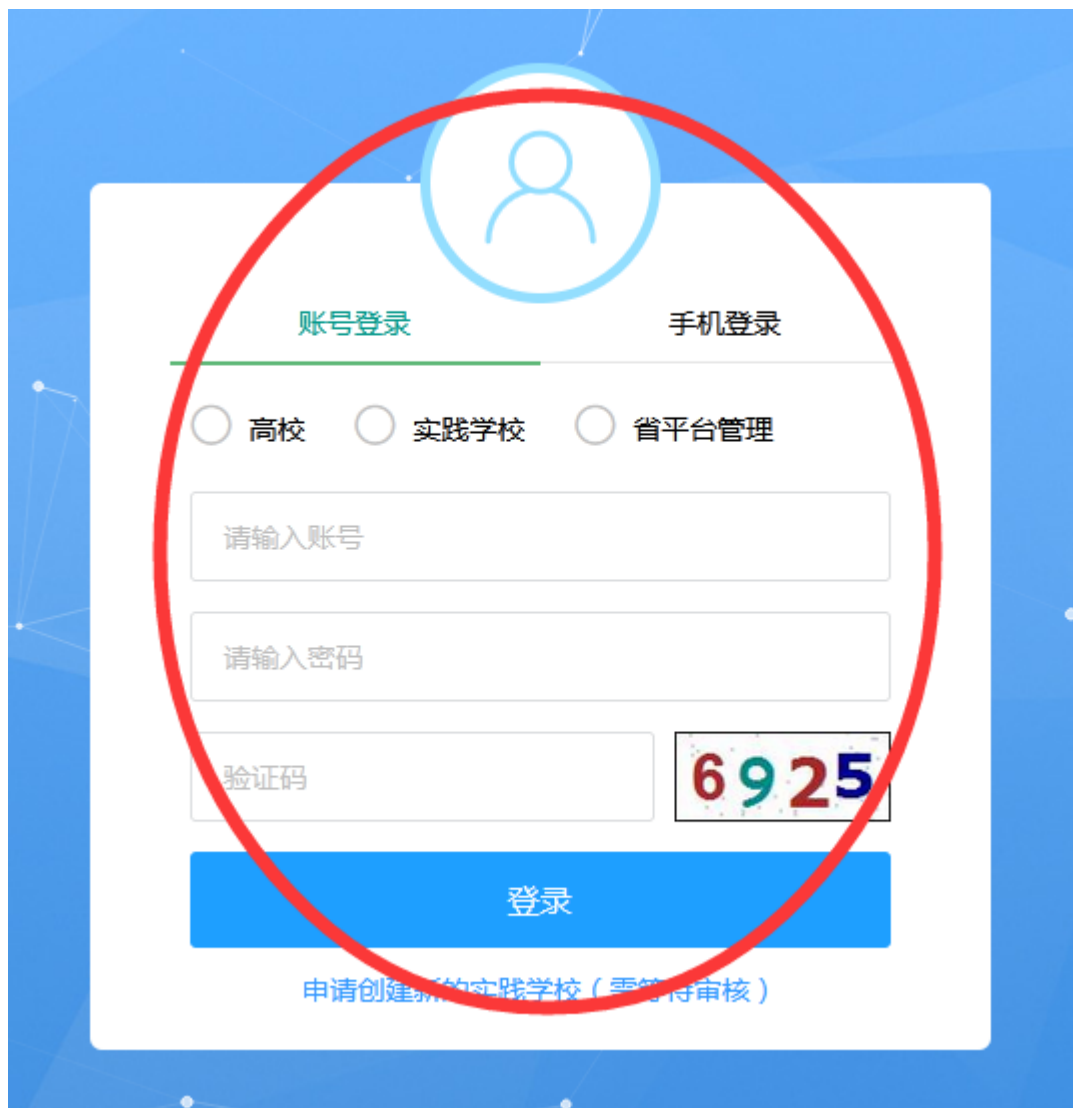 账号登录 手机登录
高校 实践学校 省平台管理
请输入账号
请输入密码
验证码 6925
登录
申请创建新的实践学校（需等待审核）